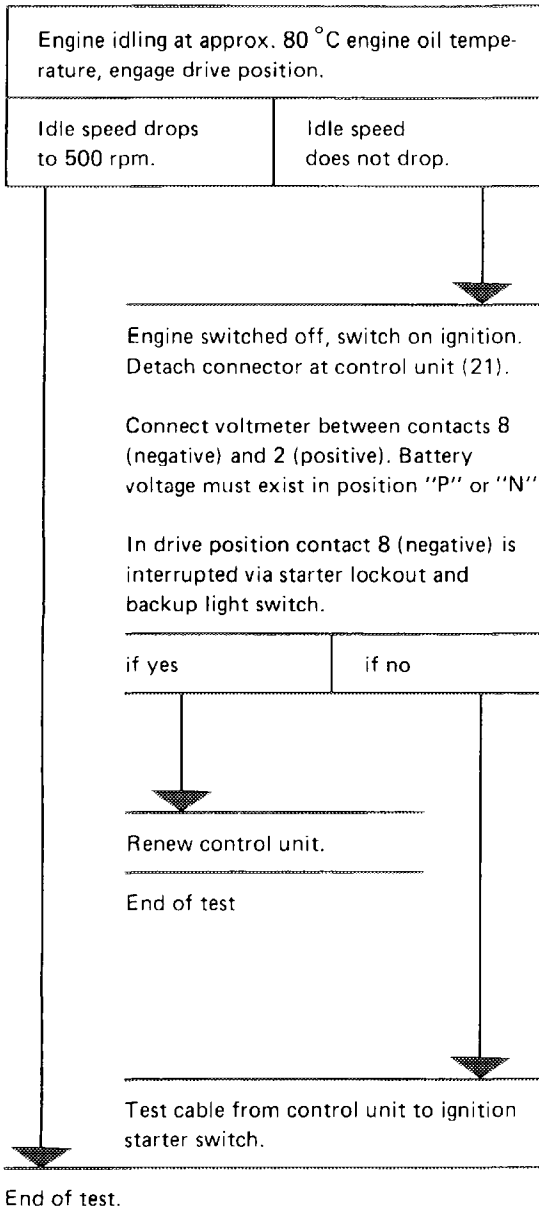 Engine idling at approx. 80 °C engine oil tempe-
rature, engage drive position.
Idle speed drops
to 500 rpm.
Idle speed
does not drop.
Engine switched off, switch on ignition.
Detach connector at control unit (21).
Connect voltmeter between contacts 8
(negative) and 2 (positive). Battery
voltage must exist in position "P" or "N"
In drive position contact 8 (negative) is
interrupted via starter lockout and
backup light switch.
if yes
if no
Renew control unit.
End of test
Test cable from control unit to ignition
starter switch.
End of test.